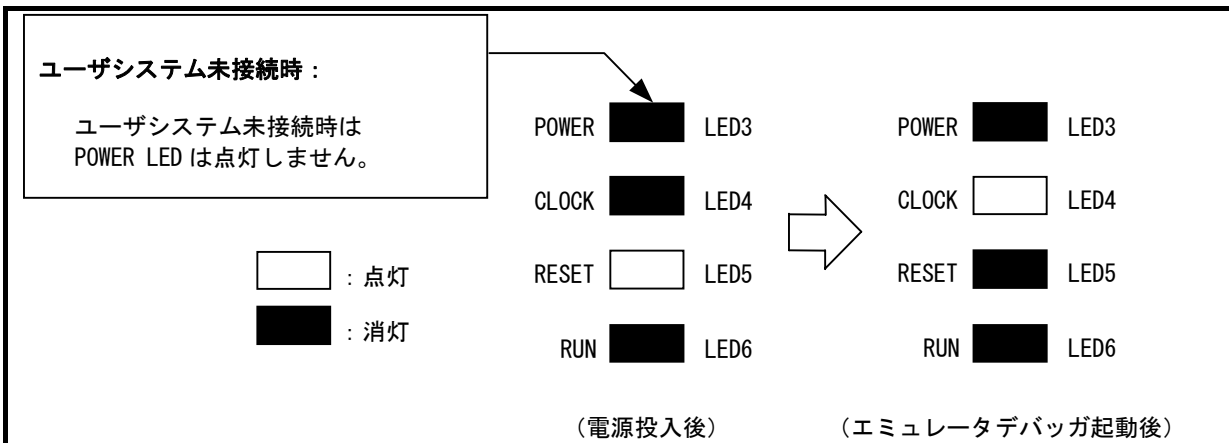 ユーザシステム未接続時：
ユーザシステム未接続時は
POWER LED は点灯しません。
：点灯
：消灯
POWER LED3
CLOCK LED4
RESET LED5
RUN LED6
（電源投入後）
POWER LED3
CLOCK LED4
RESET LED5
RUN LED6
（エミュレータデバッガ起動後）